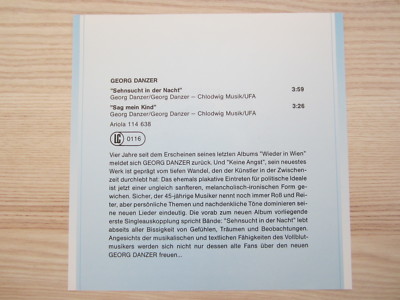 GEORG DANZER
"Sehnsucht in der Nacht" 3:59
Georg Danzer/Georg Danzer – Chlodwig Musik/UFA
"Sag mein Kind" 3:26
Georg Danzer/Georg Danzer – Chlodwig Musik/UFA
Ariola 114 638
LC 0116
Vier Jahre seit dem Erscheinen seines letzten Albums "Wieder in Wien"
meldet sich GEORG DANZER zurück. Und "Keine Angst", sein neuestes
Werk ist geprägt vom tiefen Wandel, den der Künstler in der Zwischen-
zeit durchlebt hat: Das ehemals plakative Eintreten für politische Ideale
ist jetzt einer ungleich sanfteren, melancholisch-ironischen Form ge-
wichen. Sicher, der 45-jährige Musiker nennt noch immer Roß und Rei-
ter, aber persönliche Themen und nachdenkliche Töne dominieren sei-
ne neuen Lieder eindeutig. Die vorab zum neuen Album vorliegende
erste Singleauskopplung spricht Bände: "Sehnsucht in der Nacht" lebt
abseits aller Bissigkeit von Gefühlen, Träumen und Beobachtungen.
Angesichts der musikalischen und textlichen Fähigkeiten des Vollblut-
musikers werden sich nicht nur dessen alte Fans über den neuen
GEORG DANZER freuen...